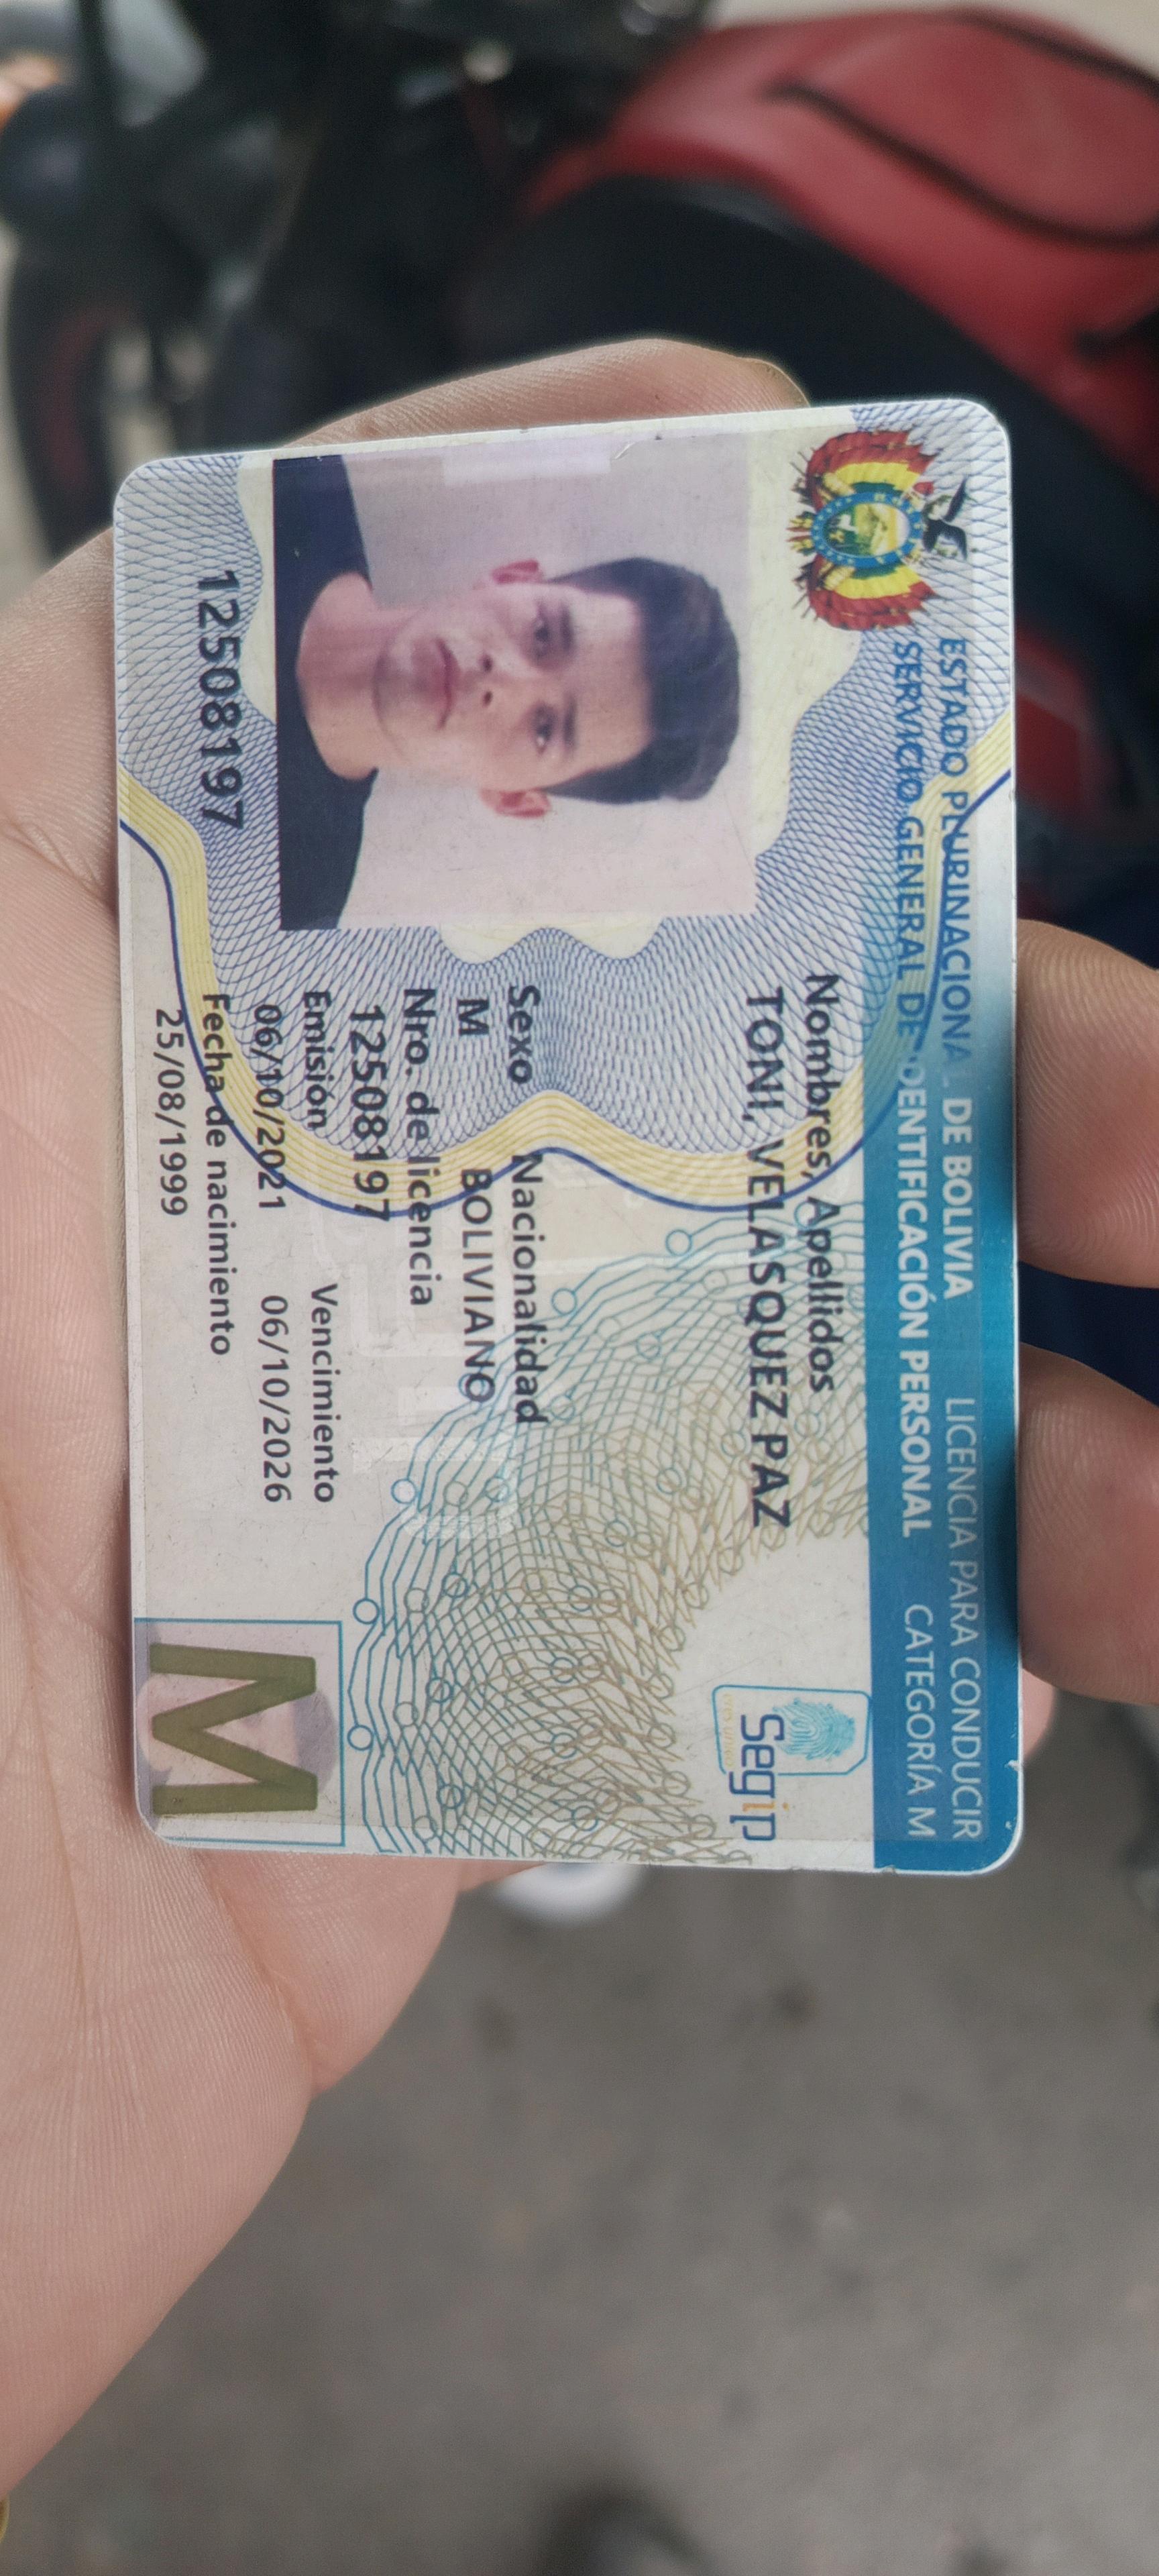 ESTADO PLURINACIONAL DE BOLIVIA
LICENCIA PARA CONDUCIR
SERVICIO GENERAL DE IDENTIFICACIÓN PERSONAL
CATEGORÍA M
Nombres, Apellidos
TONI, VELASQUEZ PAZ
segip
Sexo Nacionalidad
M BOLIVIANO
Nro. de licencia
12508197
Emisión Vencimiento
06/10/2021 06/10/2026
Fecha de nacimiento
25/08/1999
12508197
M